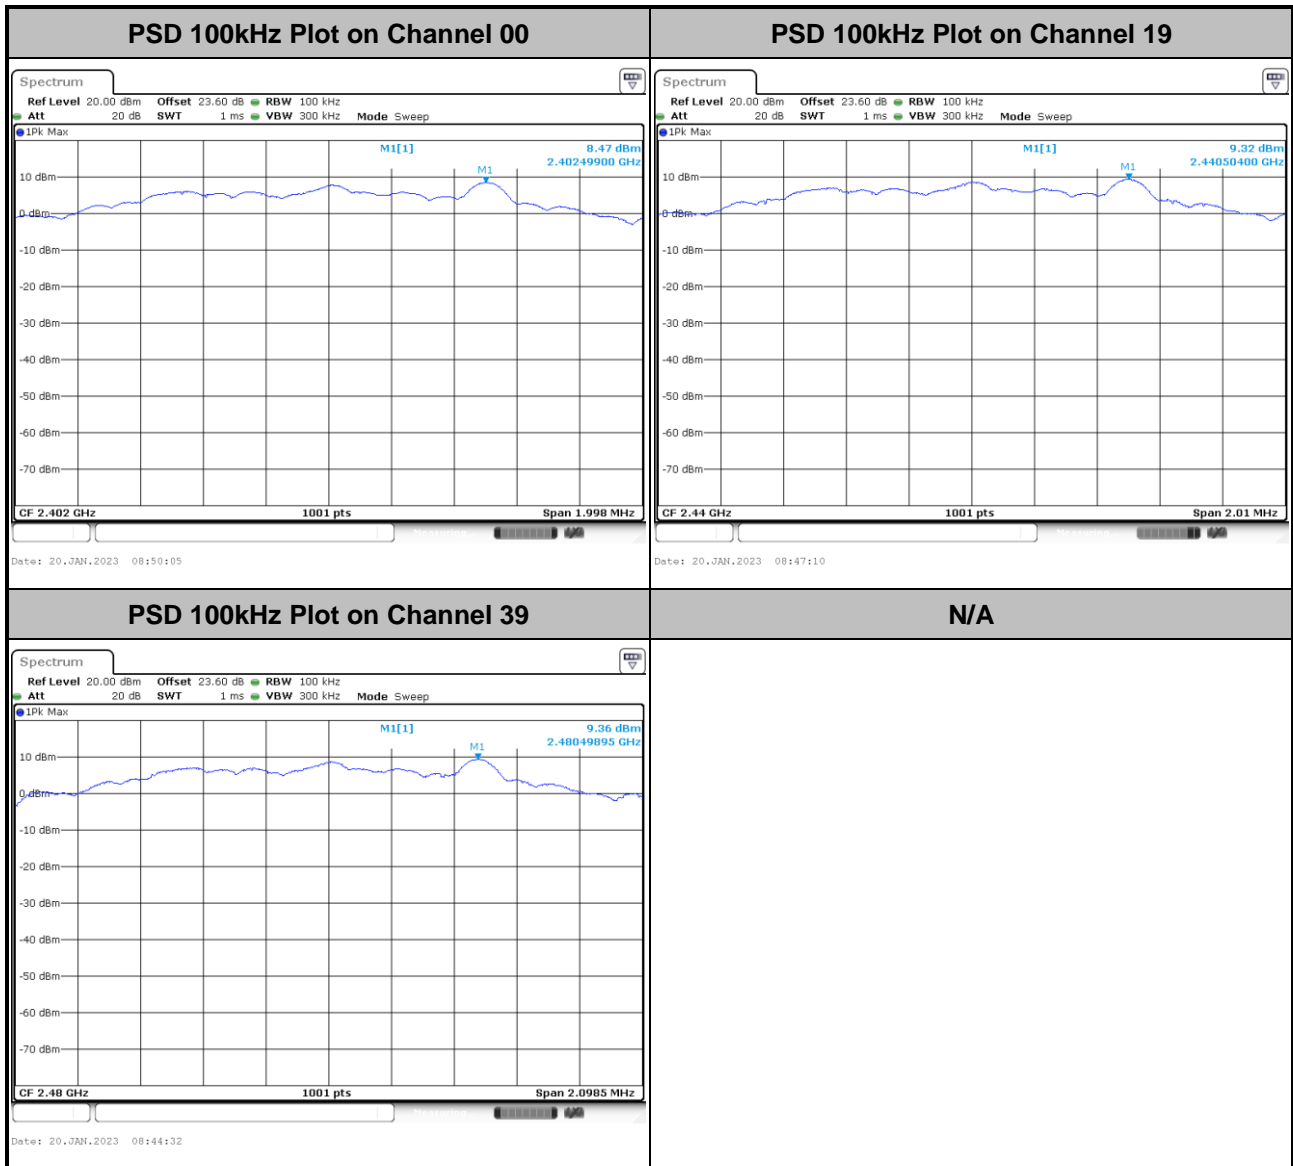 PSD 100kHz Plot on Channel 00
Spectrum
Ref Level 20.00 dBm Offset 23.60 dB RBW 100 kHz
Att 20 dB SWT 1 ms VBW 300 kHz Mode Sweep
1Pk Max
M1[1] 8.47 dBm
2.40249900 GHz
M1
10 dBm
0 dBm
-10 dBm
-20 dBm
-30 dBm
-40 dBm
-50 dBm
-60 dBm
-70 dBm
CF 2.402 GHz 1001 pts Span 1.998 MHz
Measuring...
Date: 20.JAN.2023 08:50:05
PSD 100kHz Plot on Channel 19
Spectrum
Ref Level 20.00 dBm Offset 23.60 dB RBW 100 kHz
Att 20 dB SWT 1 ms VBW 300 kHz Mode Sweep
1Pk Max
M1[1] 9.32 dBm
2.44050400 GHz
M1
10 dBm
0 dBm
-10 dBm
-20 dBm
-30 dBm
-40 dBm
-50 dBm
-60 dBm
-70 dBm
CF 2.44 GHz 1001 pts Span 2.01 MHz
Measuring...
Date: 20.JAN.2023 08:47:10
PSD 100kHz Plot on Channel 39
Spectrum
Ref Level 20.00 dBm Offset 23.60 dB RBW 100 kHz
Att 20 dB SWT 1 ms VBW 300 kHz Mode Sweep
1Pk Max
M1[1] 9.36 dBm
2.48049895 GHz
M1
10 dBm
0 dBm
-10 dBm
-20 dBm
-30 dBm
-40 dBm
-50 dBm
-60 dBm
-70 dBm
CF 2.48 GHz 1001 pts Span 2.0985 MHz
Measuring...
Date: 20.JAN.2023 08:44:32
N/A